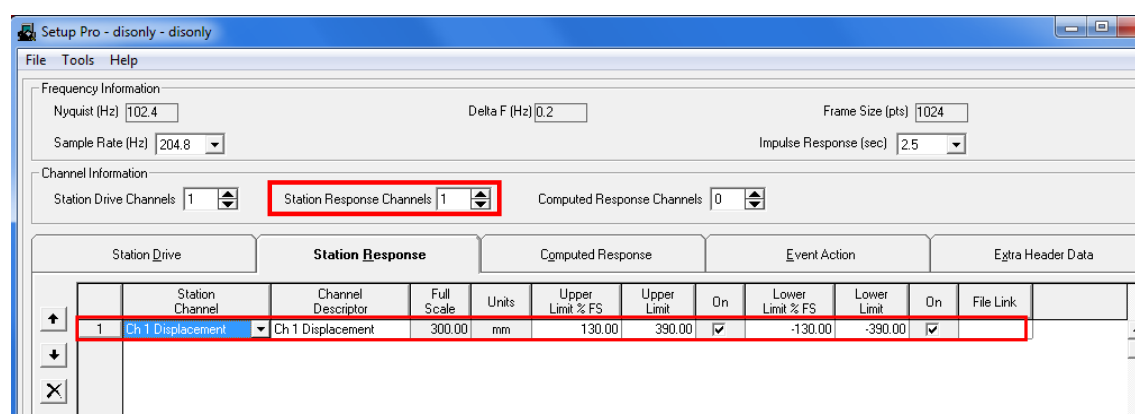 Setup Pro - disonly - disonly
File Tools Help
Frequency Information
Nyquist (Hz) 102.4 Delta F (Hz) 0.2 Frame Size (pts) 1024
Sample Rate (Hz) 204.8 Impulse Response (sec) 2.5
Channel Information
Station Drive Channels 1 Station Response Channels 1 Computed Response Channels 0
Station Drive Station Response Computed Response Event Action Extra Header Data
Station Channel Full Upper Upper Lower Lower
Channel Descriptor Scale Units Limit % FS Limit On Limit % FS Limit On File Link
1 Ch 1 Displacement Ch 1 Displacement 300.00 mm 130.00 390.00 -130.00 -390.00